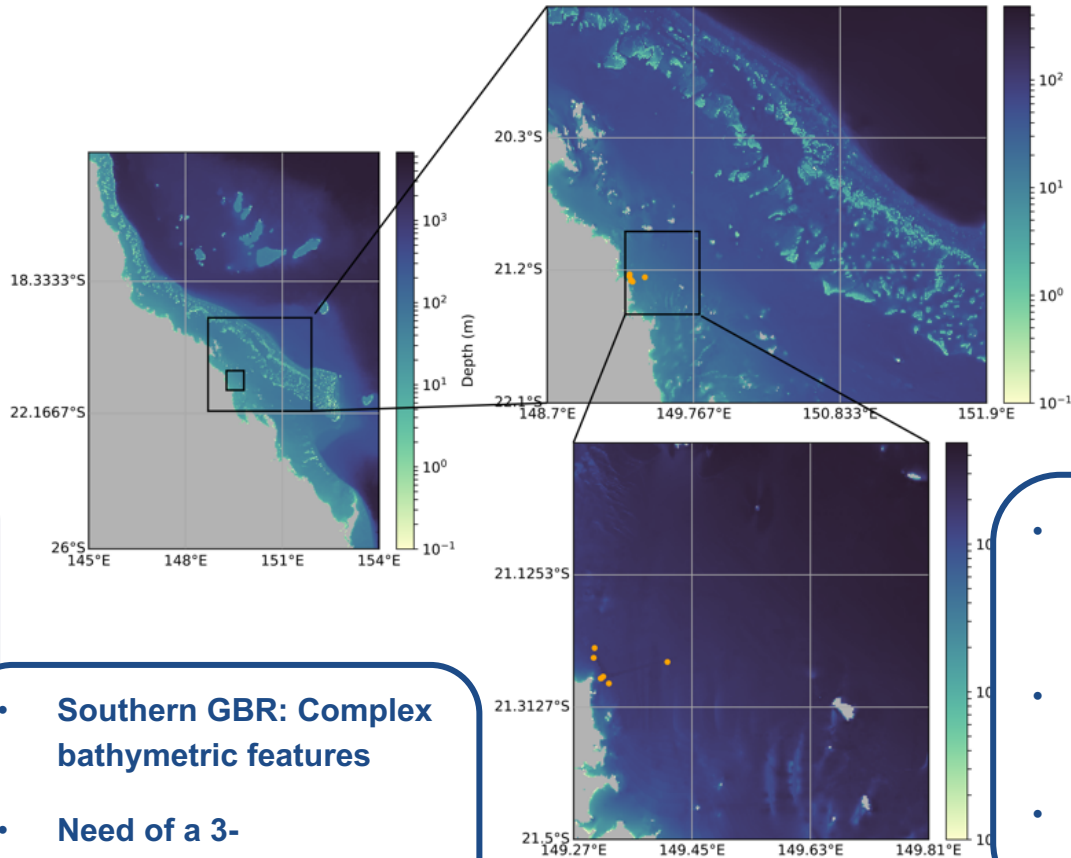 20.3°S
21.2°S
22.1°S
148.7°E
149.767°E
150.833°E
151.9°E
10²
10¹
10⁰
10⁻¹
18.3333°S
22.1667°S
26°S
145°E
148°E
151°E
154°E
10³
10²
10¹
10⁰
10⁻¹
Depth (m)
21.1253°S
21.3127°S
21.5°S
149.27°E
149.45°E
149.63°E
149.81°E
10
10
10
• Southern GBR: Complex
bathymetric features
• Need of a 3-
•
•
•